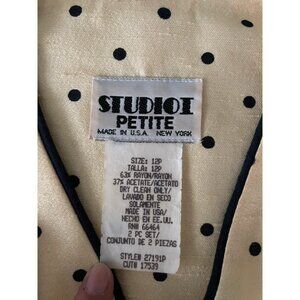 STUDIO I
PETITE
MADE IN U.S.A. NEW YORK
SIZE: 12P
TALLA: 12P
63% RAYON/RAYON
37% ACETATE/ACETATO
DRY CLEAN ONLY/
LAVADO EN SECO
SOLAMENTE
MADE IN USA/
HECHO EN EE.UU.
RN# 66464
2 PC SET/
CONJUNTO DE 2 PIEZAS
STYLE# 27191P
CUT# 17539